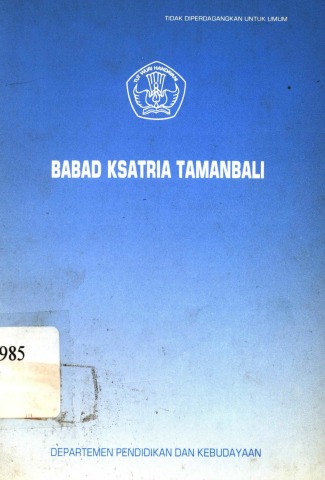 TIDAK DIPERDAGANGKAN UNTUK UMUM
TUT WURI HANDAYANI
BABAD KSATRIA TAMANBALI
985
DEPARTEMEN PENDIDIKAN DAN KEBUDAYAAN